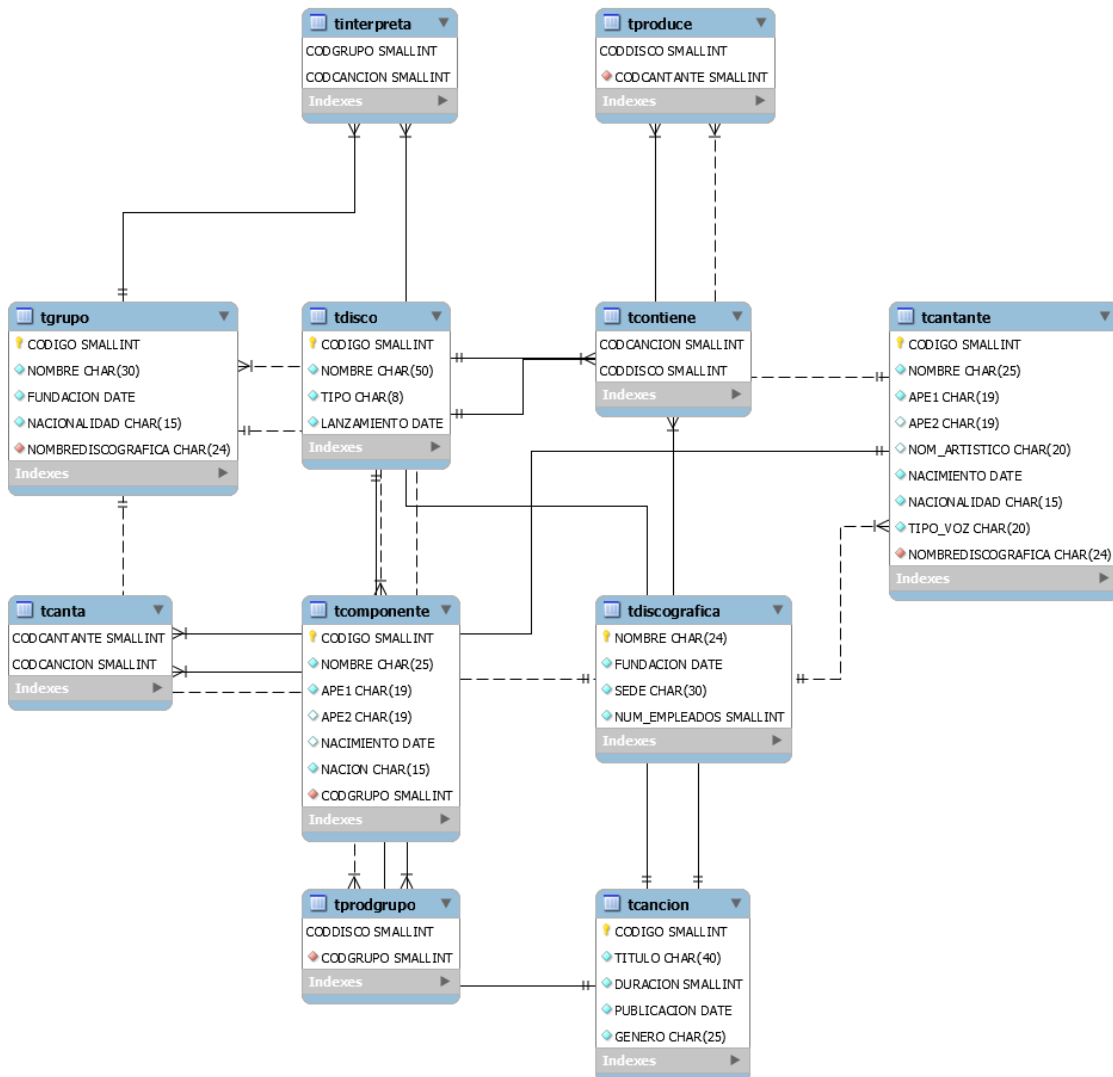 tinterpreta
CODGRUPO SMALLINT
CODCANCION SMALLINT
Indexes
tproduce
CODDISCO SMALLINT
CODCANTANTE SMALLINT
Indexes
tgrupo
CODIGO SMALLINT
NOMBRE CHAR(30)
FUNDACION DATE
NACIONALIDAD CHAR(15)
NOMBREDISCOGRAFICA CHAR(24)
Indexes
tdisco
CODIGO SMALLINT
NOMBRE CHAR(50)
TIPO CHAR(8)
LANZAMIENTO DATE
Indexes
tcontiene
CODCANCION SMALLINT
CODDISCO SMALLINT
Indexes
tcantante
CODIGO SMALLINT
NOMBRE CHAR(25)
APE1 CHAR(19)
APE2 CHAR(19)
NOM_ARTISTICO CHAR(20)
NACIMIENTO DATE
NACIONALIDAD CHAR(15)
TIPO_VOZ CHAR(20)
NOMBREDISCOGRAFICA CHAR(24)
Indexes
tcanta
CODCANTANTE SMALLINT
CODCANCION SMALLINT
Indexes
tcomponente
CODIGO SMALLINT
NOMBRE CHAR(25)
APE1 CHAR(19)
APE2 CHAR(19)
NACIMIENTO DATE
NACION CHAR(15)
CODGRUPO SMALLINT
Indexes
tdiscografica
NOMBRE CHAR(24)
FUNDACION DATE
SEDE CHAR(30)
NUM_EMPLEADOS SMALLINT
Indexes
tprodgrupo
CODDISCO SMALLINT
CODGRUPO SMALLINT
Indexes
tcancion
CODIGO SMALLINT
TITULO CHAR(40)
DURACION SMALLINT
PUBLICACION DATE
GENERO CHAR(25)
Indexes